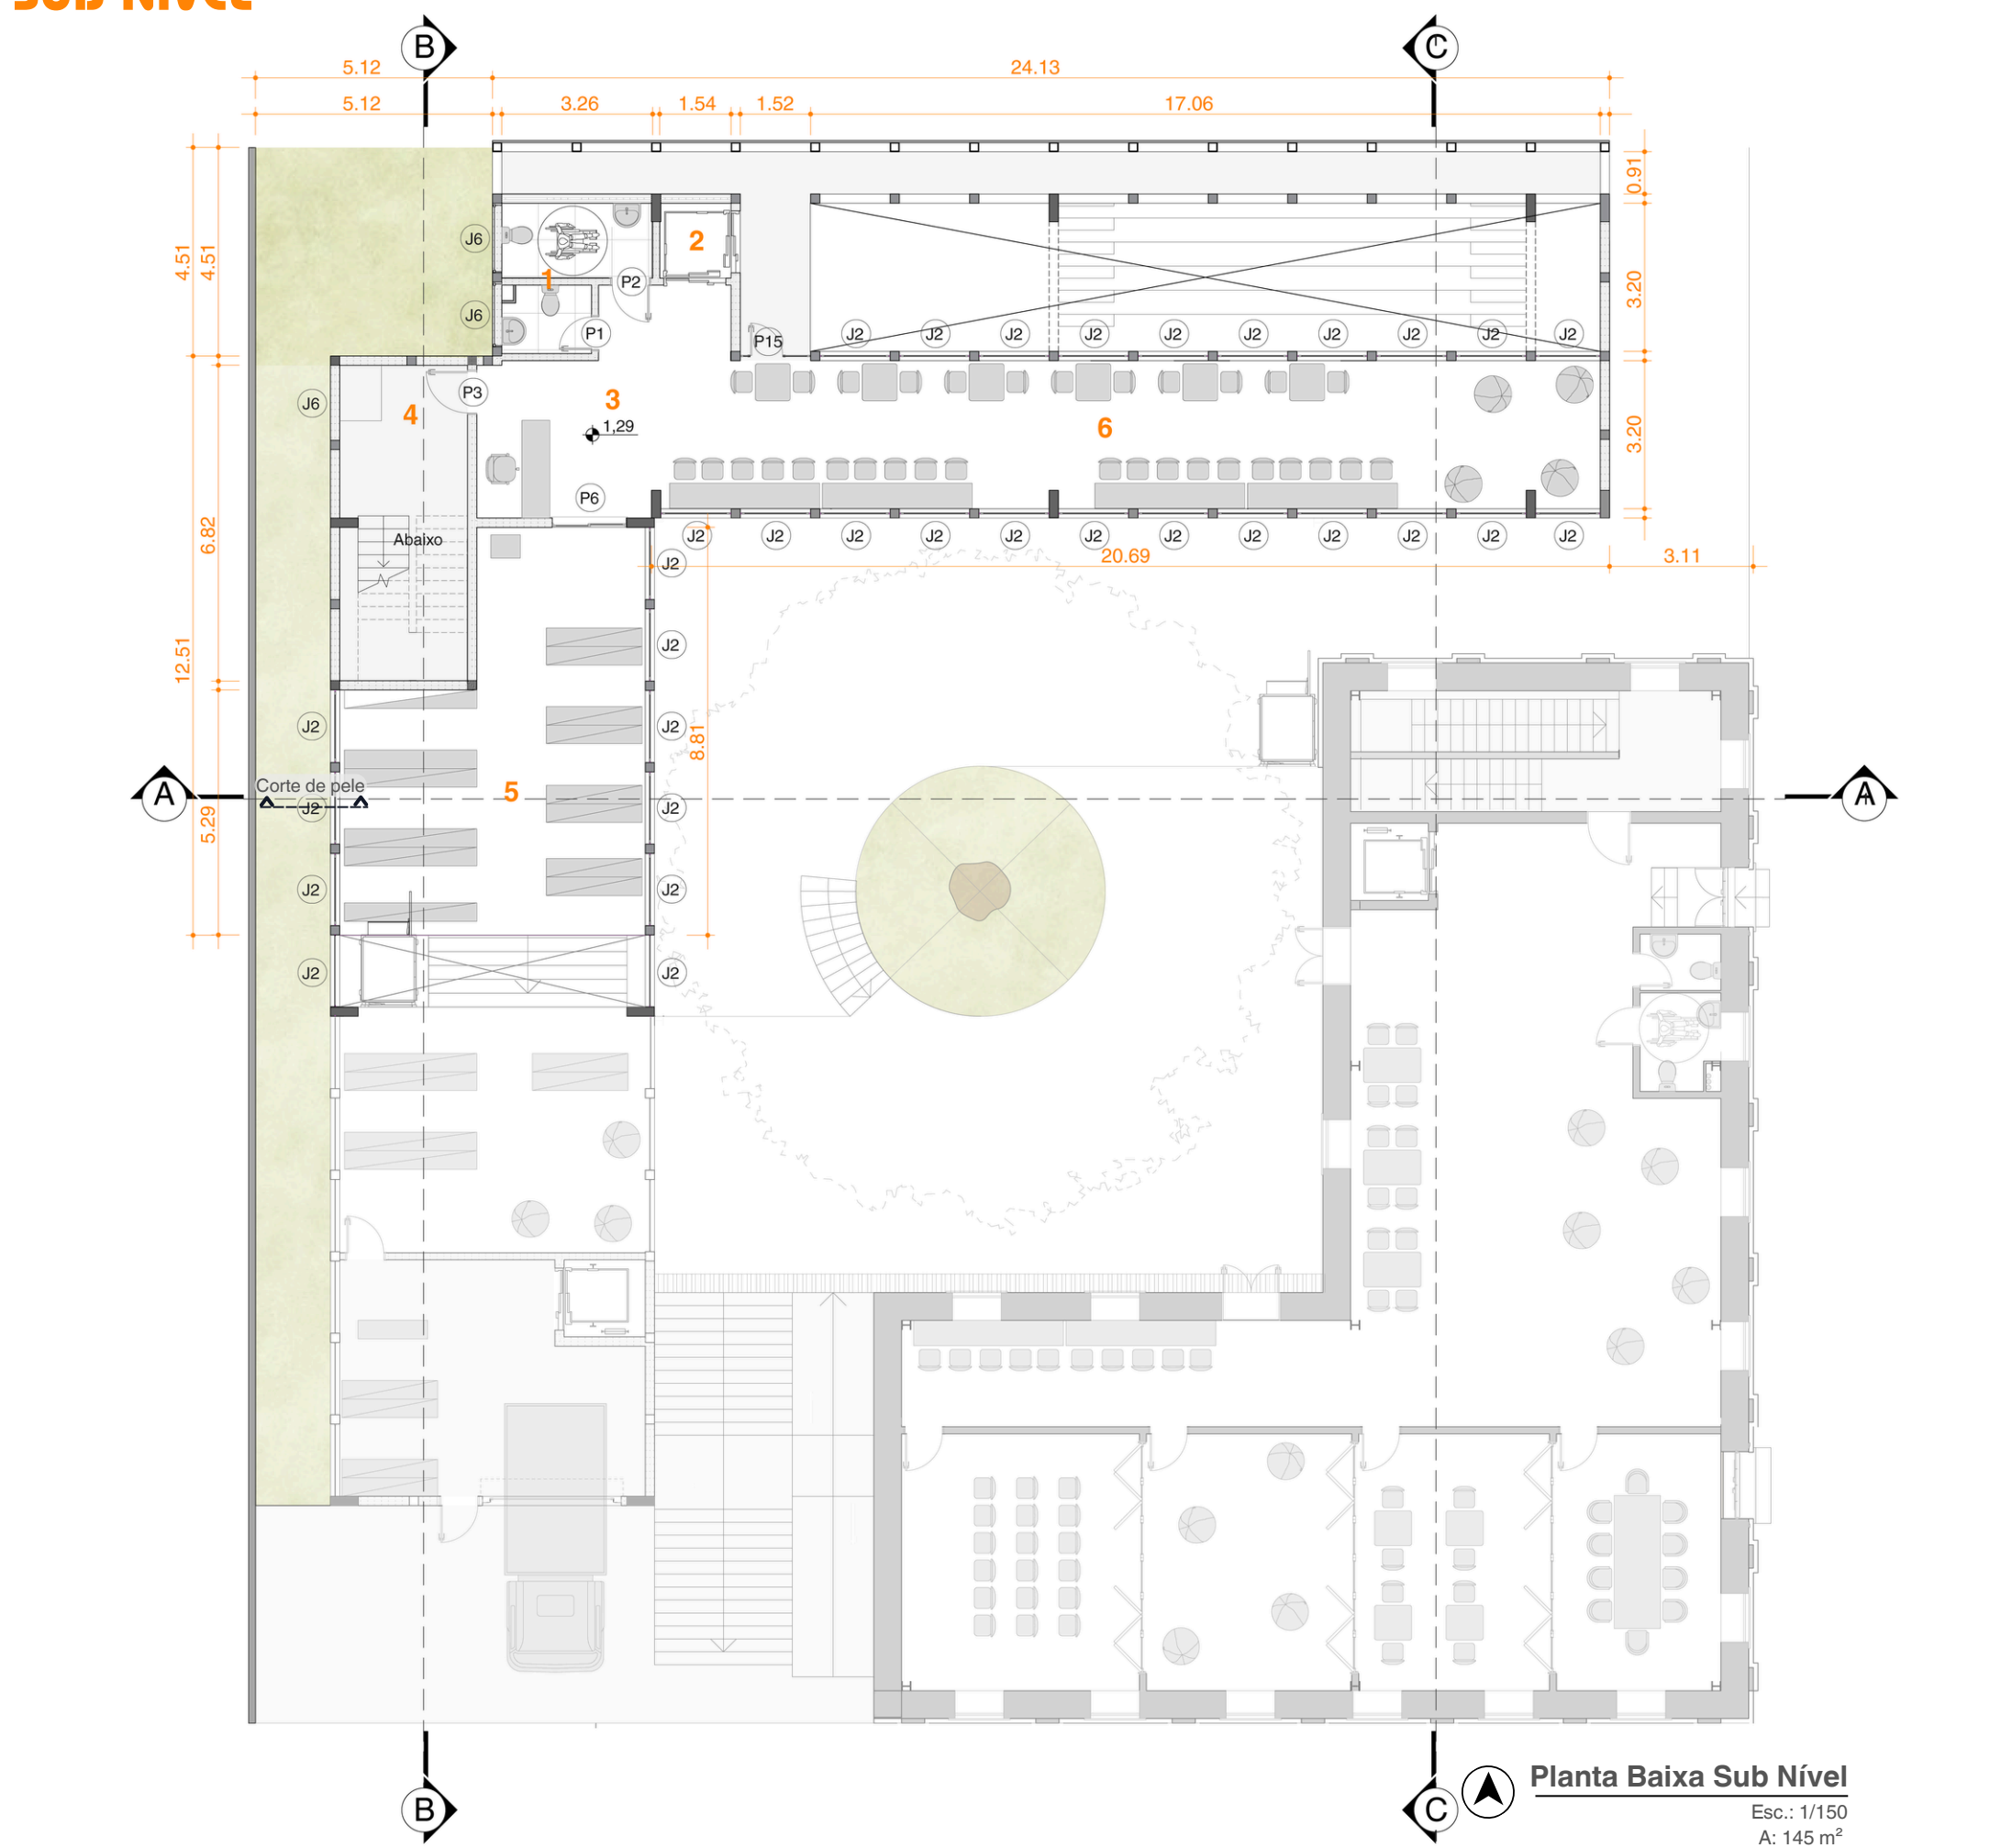 SUB NÍVEL
B
C
5.12
24.13
5.12
3.26
1.54
1.52
17.06
0.91
J6
1
2
P2
4.51
4.51
3.20
J6
P1
P15
J2
J2
J2
J2
J2
J2
J2
J2
J2
J2
J6
P3
4
3
1,29
6
3.20
P6
6.82
Abaixo
J2
J2
J2
J2
J2
J2
J2
J2
J2
J2
J2
J2
J2
20.69
3.11
12.51
J2
J2
J2
8.81
A
Corte de pele
J2
5
J2
A
5.29
J2
J2
J2
J2
B
C
Planta Baixa Sub Nível
Esc.: 1/150
A: 145 m²